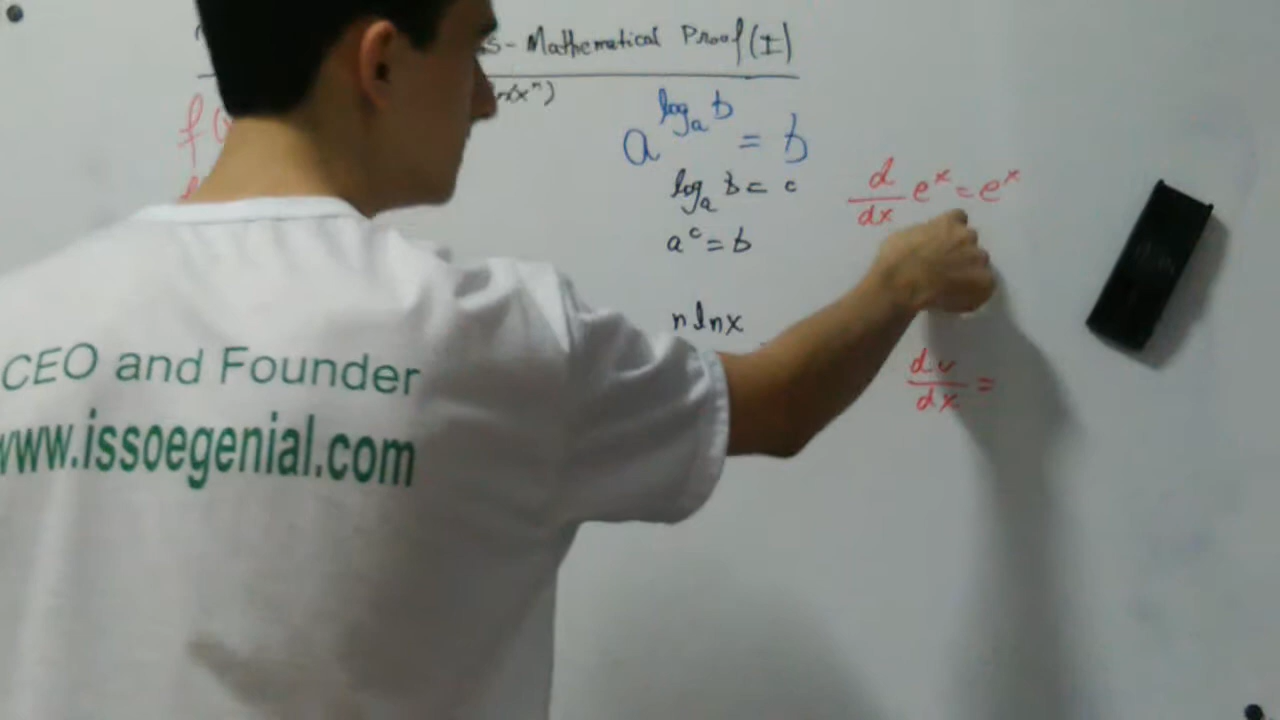 - Mathematical Proof (I)
f(
a^{log_a b} = b
log_a b = c
a^c = b
d/dx e^x = e^x
n ln x
du/dx =
CEO and Founder
www.issoegenial.com